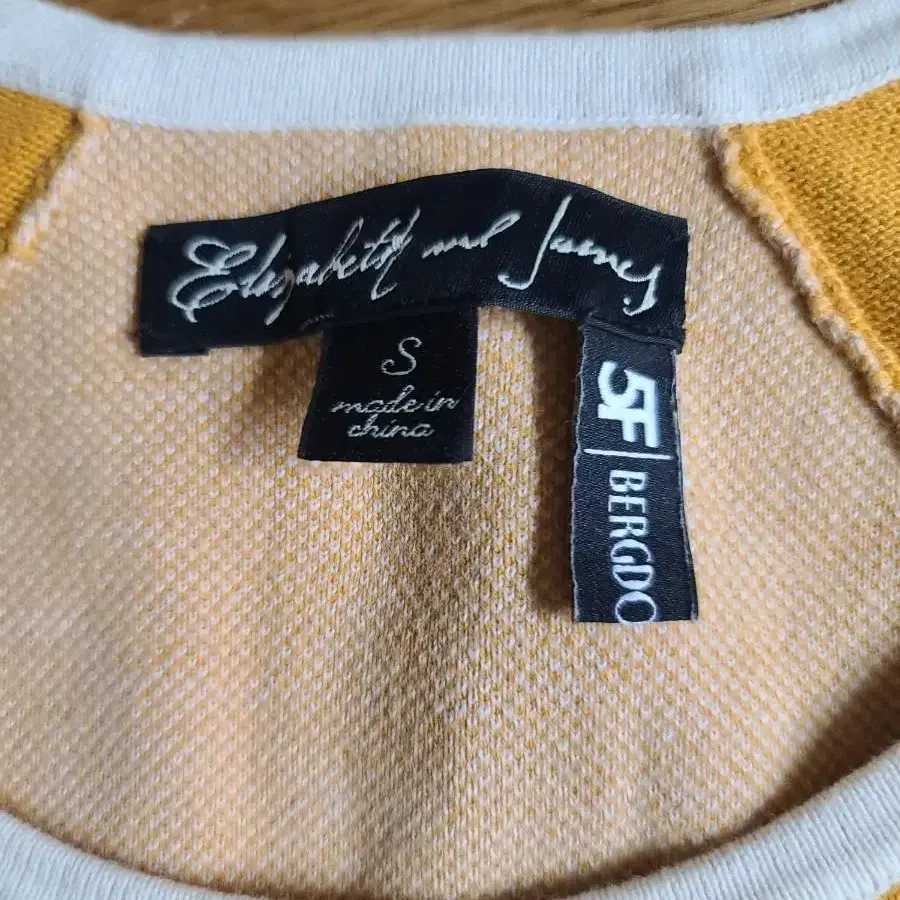 Elizabeth and James
S
made in
china
5F BERGDO